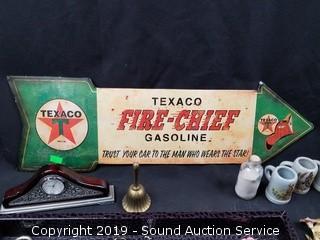 TEXACO
T
TEXACO
FIRE-CHIEF
GASOLINE
TRUST YOUR CAR TO THE MAN WHO WEARS THE STAR!
TEXACO
Copyright 2019 - Sound Auction Service